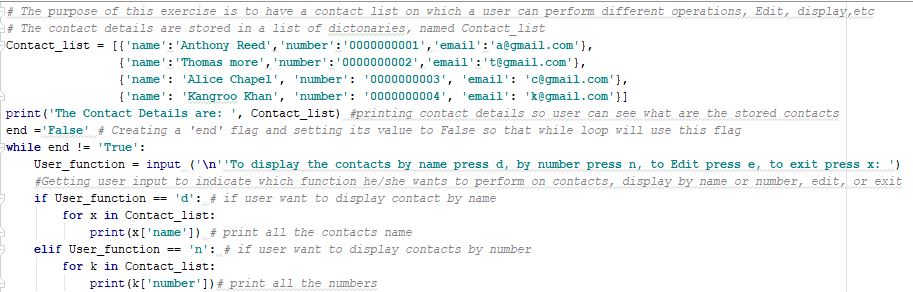 # The purpose of this exercise is to have a contact list on which a user can perform different operations, Edit, display,etc
# The contact details are stored in a list of dictonaries, named Contact_list
Contact_list = [{'name':'Anthony Reed','number':'0000000001','email':'a@gmail.com'},
{'name':'Thomas more','number':'0000000002','email':'t@gmail.com'},
{'name': 'Alice Chapel', 'number': '0000000003', 'email': 'c@gmail.com'},
{'name': 'Kangroo Khan', 'number': '0000000004', 'email': 'k@gmail.com'}]
print('The Contact Details are: ', Contact_list) #printing contact details so user can see what are the stored contacts
end ='False' # Creating a 'end' flag and setting its value to False so that while loop will use this flag
while end != 'True':
User_function = input ('\n''To display the contacts by name press d, by number press n, to Edit press e, to exit press x: ')
#Getting user input to indicate which function he/she wants to perform on contacts, display by name or number, edit, or exit
if User_function == 'd': # if user want to display contact by name
for x in Contact_list:
print(x['name']) # print all the contacts name
elif User_function == 'n': # if user want to display contacts by number
for k in Contact_list:
print(k['number'])# print all the numbers